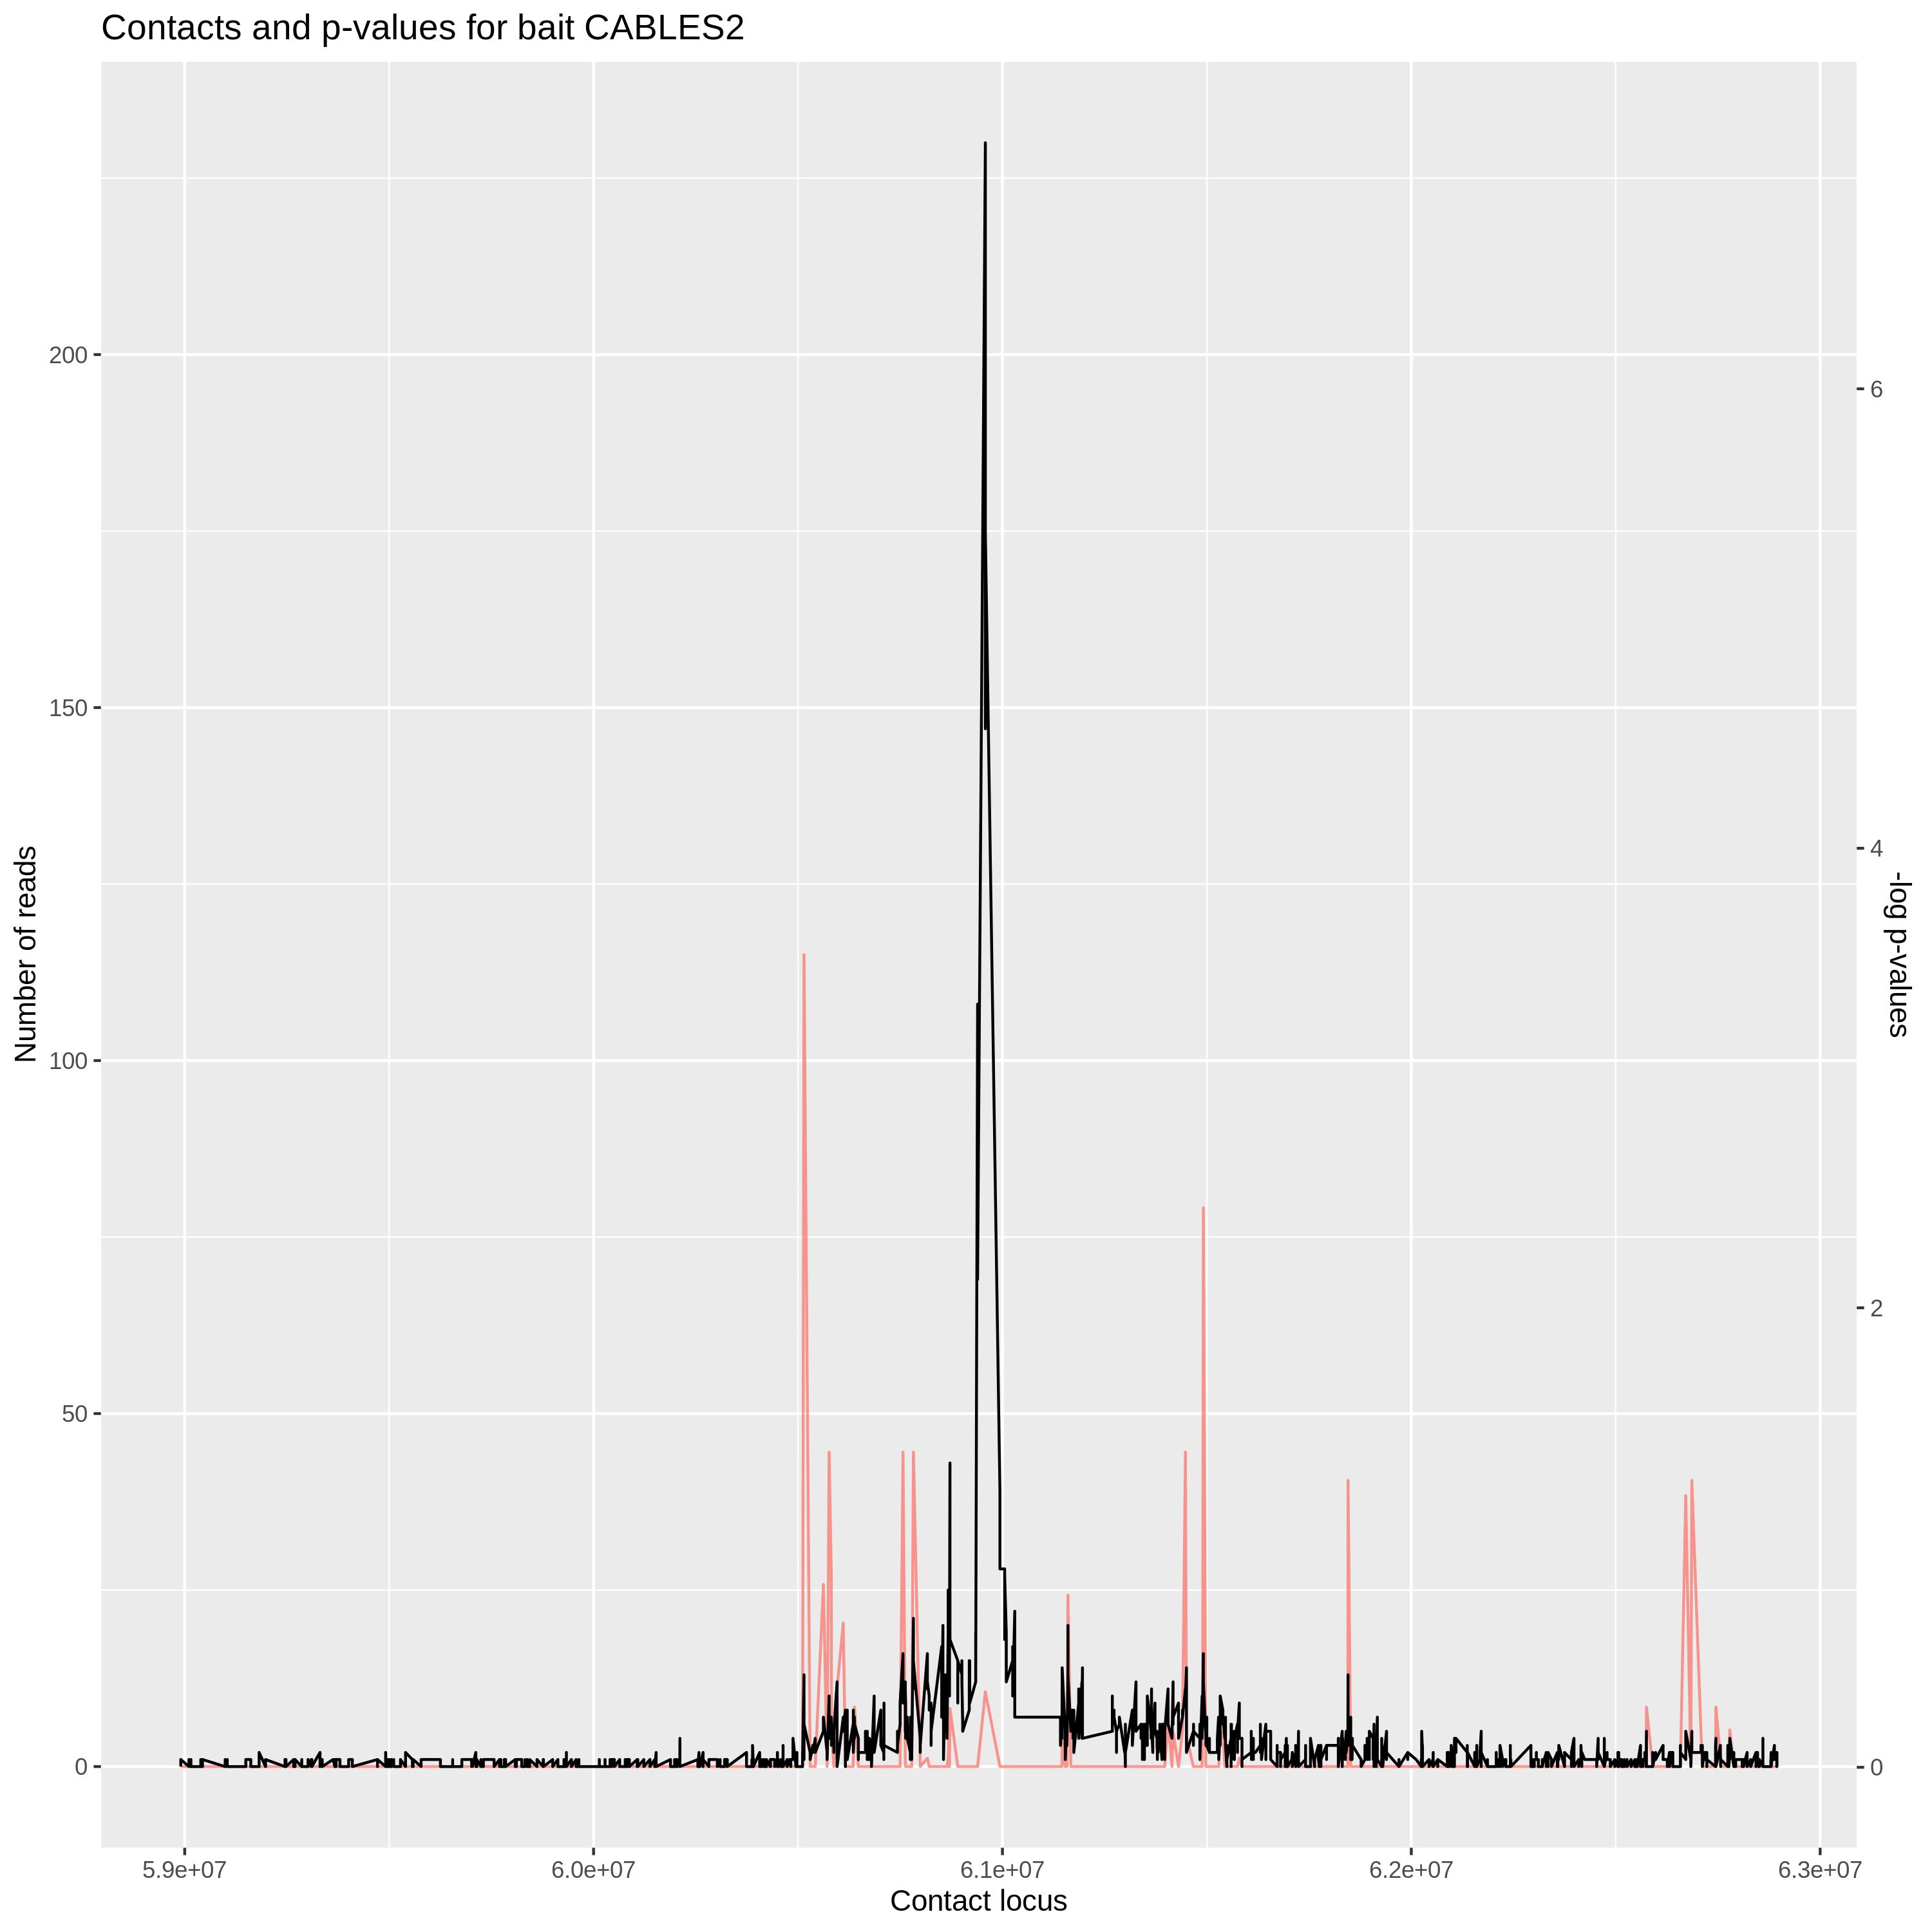 Contacts and p-values for bait CABLES2
Number of reads
200
150
100
50
0
6
4
2
0
-log p-values
5.9e+07
6.0e+07
6.1e+07
6.2e+07
6.3e+07
Contact locus